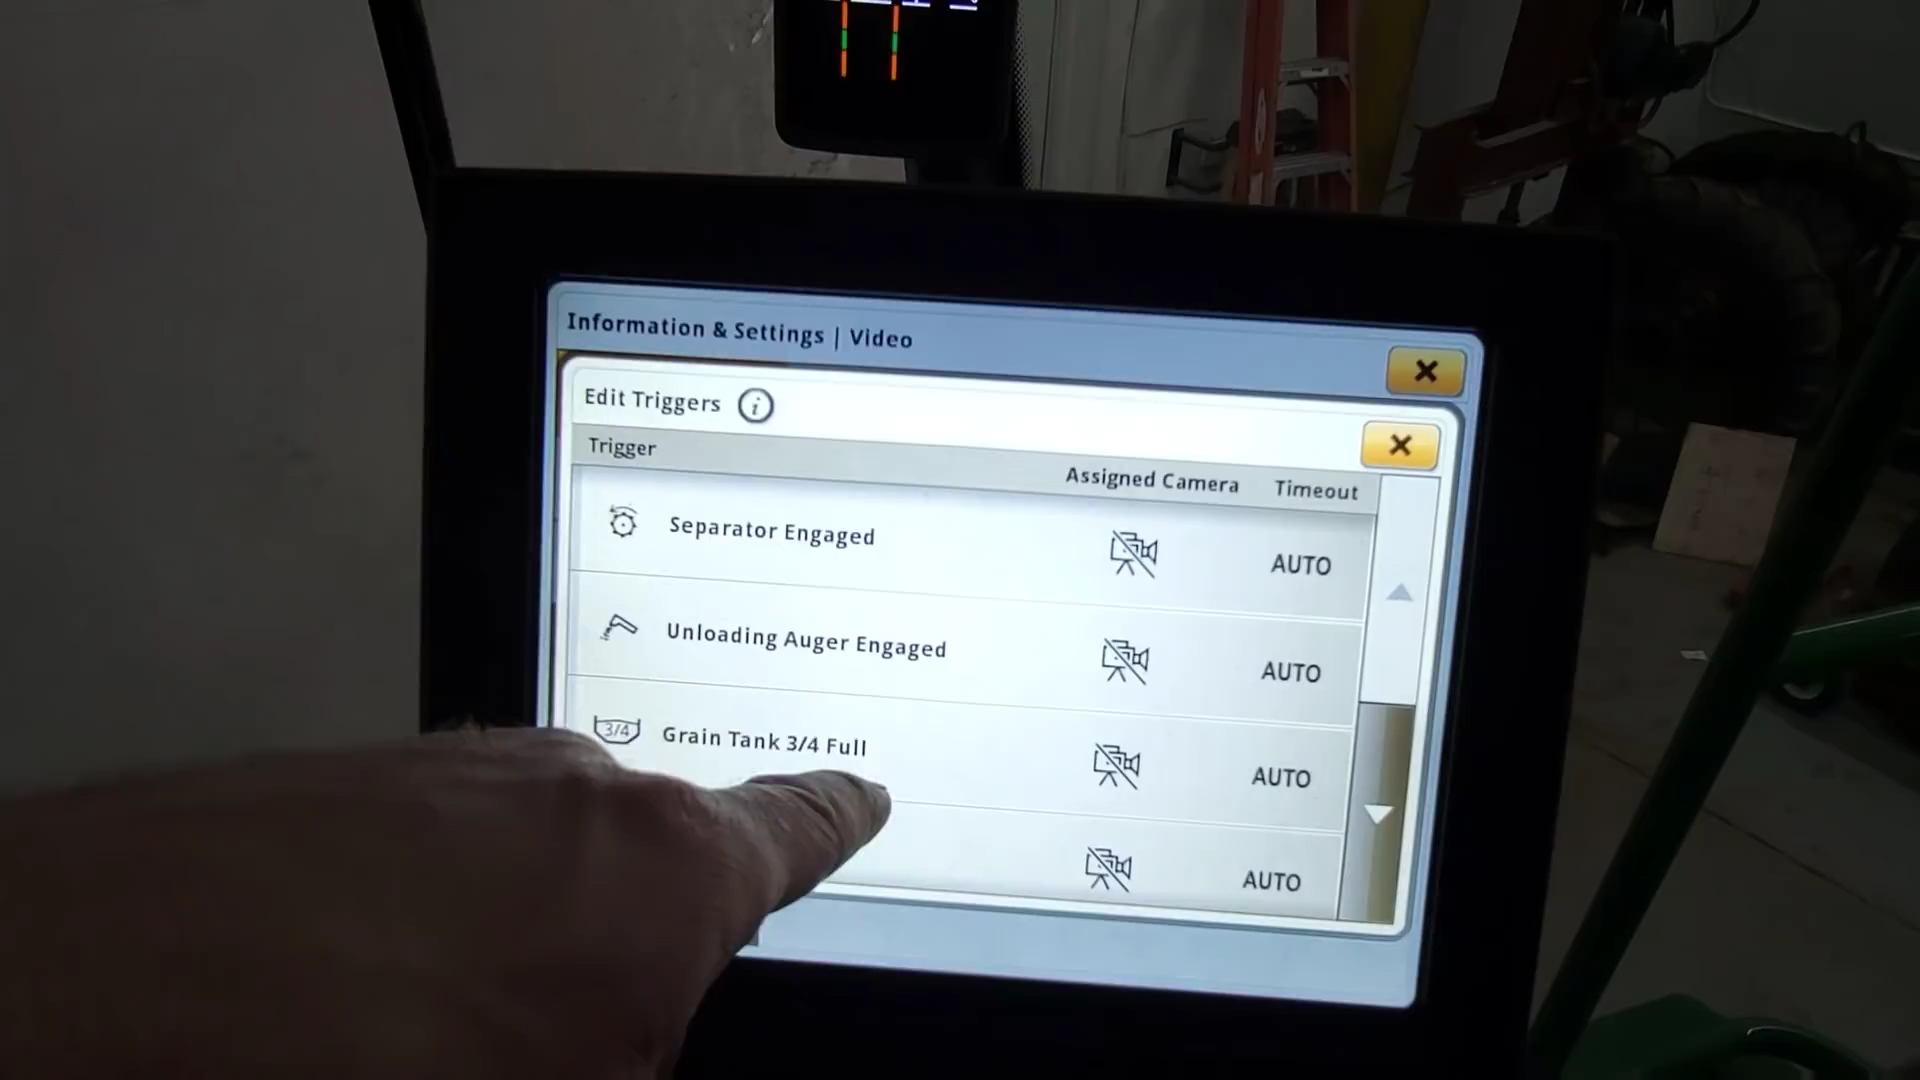 Information & Settings | Video
Edit Triggers i
Trigger Assigned Camera Timeout
Separator Engaged AUTO
Unloading Auger Engaged AUTO
3/4 Grain Tank 3/4 Full AUTO
AUTO